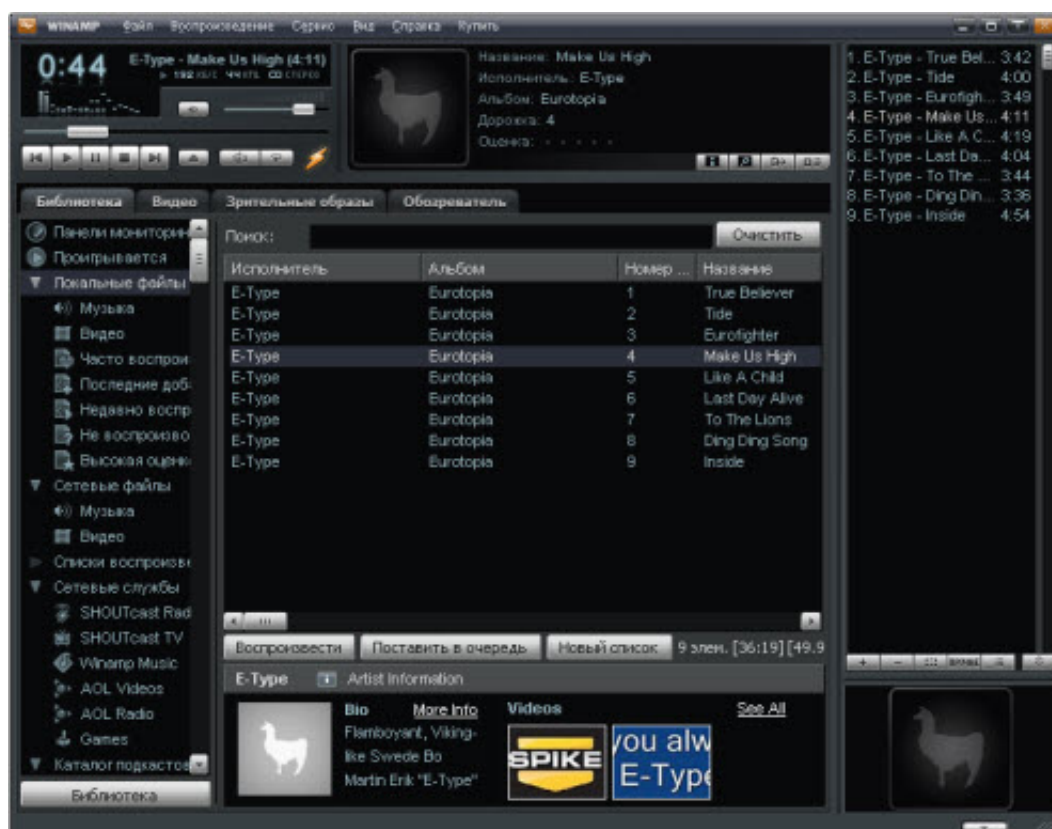 WINAMP Файл Воспроизведение Сервис Вид Справка Купить
0:44
E-Type - Make Us High (4:11)
192 44 СТЕРЕО
Название: Make Us High
Исполнитель: E-Type
Альбом: Eurotopia
Дорожка: 4
Оценка:
1. E-Type - True Bel... 3:42
2. E-Type - Tide 4:00
3. E-Type - Eurofigh... 3:49
4. E-Type - Make Us... 4:11
5. E-Type - Like A C... 4:19
6. E-Type - Last Da... 4:04
7. E-Type - To The ... 3:44
8. E-Type - Ding Din... 3:36
9. E-Type - Inside 4:54
Библиотека Видео Зрительные образы Обозреватель
Панели мониторин
Проигрывается
Локальные файлы
Музыка
Видео
Часто воспрои
Последние доб
Недавно воспр
Не воспроизво
Высокая оценк
Сетевые файлы
Музыка
Видео
Списки воспроизве
Сетевые службы
SHOUTcast Rad
SHOUTcast TV
Winamp Music
AOL Videos
AOL Radio
Games
Каталог подкастов
Библиотека
Поиск: Очистить
Исполнитель Альбом Номер ... Название
E-Type Eurotopia 1 True Believer
E-Type Eurotopia 2 Tide
E-Type Eurotopia 3 Eurofighter
E-Type Eurotopia 4 Make Us High
E-Type Eurotopia 5 Like A Child
E-Type Eurotopia 6 Last Day Alive
E-Type Eurotopia 7 To The Lions
E-Type Eurotopia 8 Ding Ding Song
E-Type Eurotopia 9 Inside
Воспроизвести Поставить в очередь Новый список 9 элем. [36:19] [49.9
E-Type Artist Information
Bio More Info
Flamboyant, Viking-
like Swede Bo
Martin Erik "E-Type"
Videos See All
SPIKE
you alw
E-Type